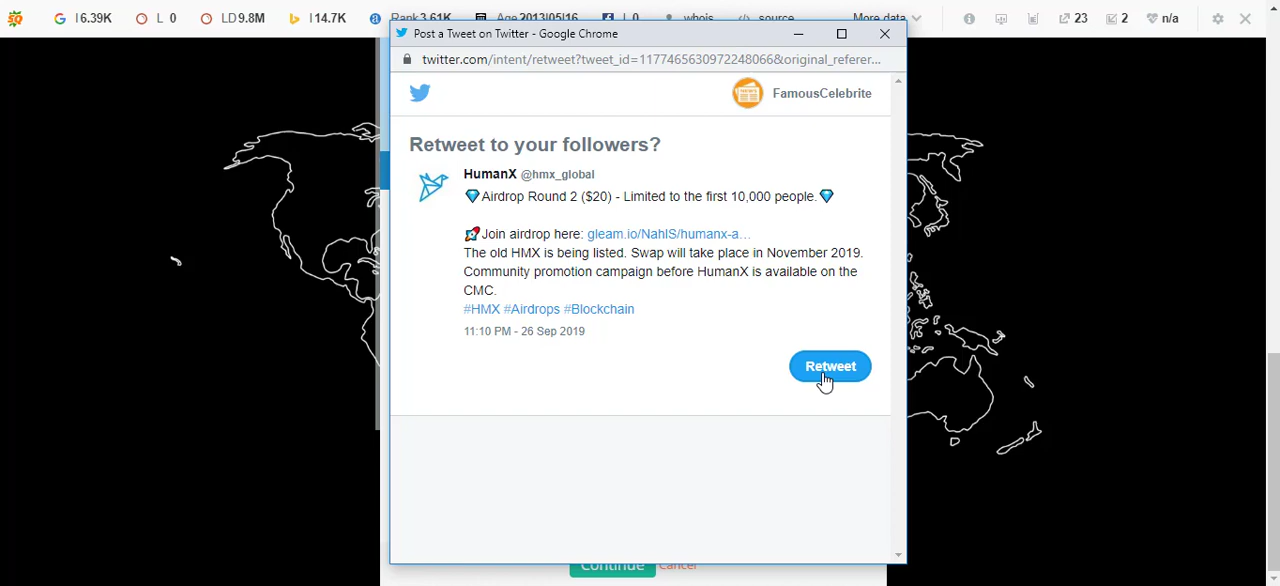 I 6.39K L 0 LD 9.8M I 14.7K Rank 3.61K Age 2013|05|16 L 0 whois source More data 23 2 n/a
Post a Tweet on Twitter - Google Chrome
twitter.com/intent/retweet?tweet_id=1177465630972248066&original_referer...
FamousCelebrite
Retweet to your followers?
HumanX @hmx_global
💎Airdrop Round 2 ($20) - Limited to the first 10,000 people.💎
🚀Join airdrop here: gleam.io/NahlS/humanx-a...
The old HMX is being listed. Swap will take place in November 2019.
Community promotion campaign before HumanX is available on the
CMC.
#HMX #Airdrops #Blockchain
11:10 PM - 26 Sep 2019
Retweet
Continue Cancel